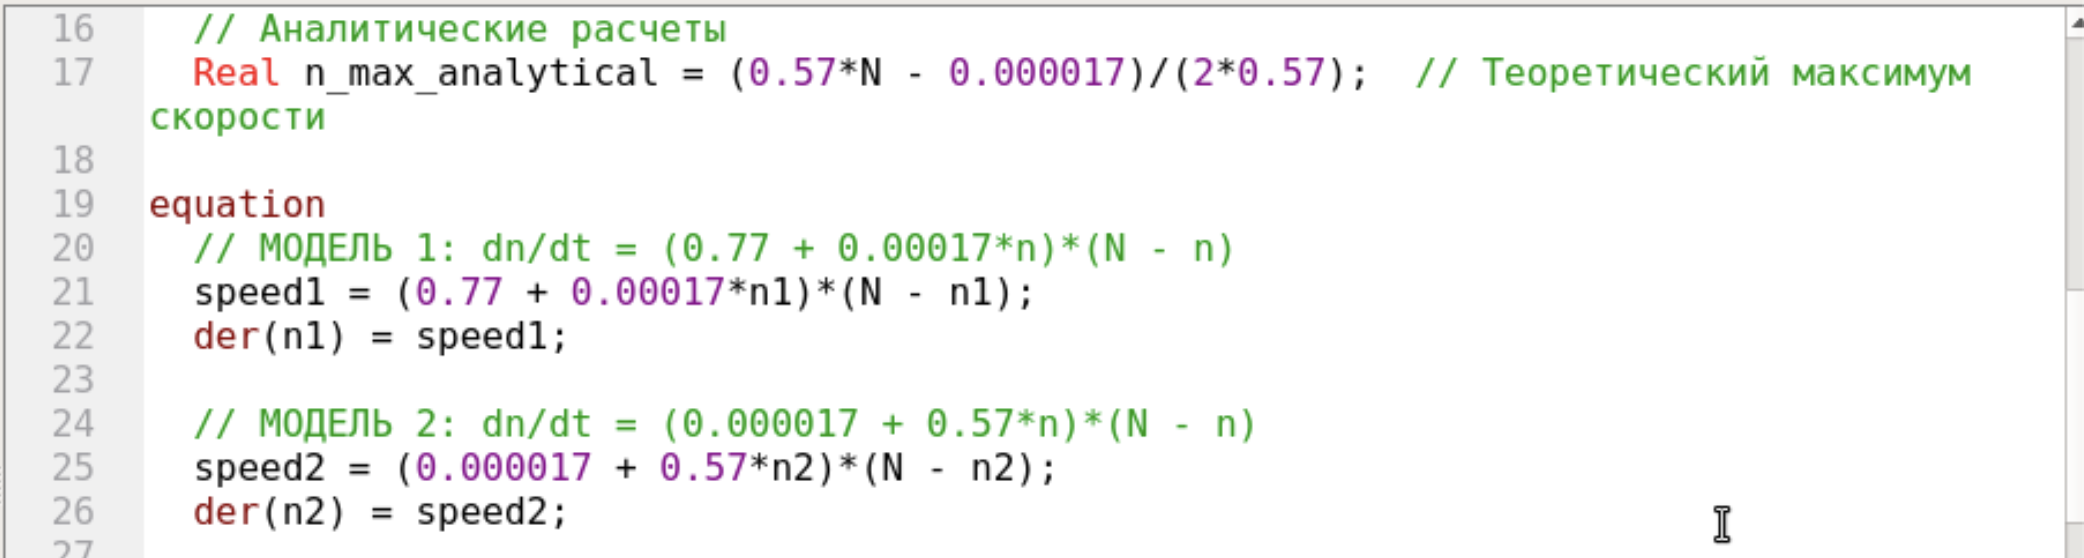 16 // Аналитические расчеты
17 Real n_max_analytical = (0.57*N - 0.000017)/(2*0.57); // Теоретический максимум
скорости
18
19 equation
20 // МОДЕЛЬ 1: dn/dt = (0.77 + 0.00017*n)*(N - n)
21 speed1 = (0.77 + 0.00017*n1)*(N - n1);
22 der(n1) = speed1;
23
24 // МОДЕЛЬ 2: dn/dt = (0.000017 + 0.57*n)*(N - n)
25 speed2 = (0.000017 + 0.57*n2)*(N - n2);
26 der(n2) = speed2;
27